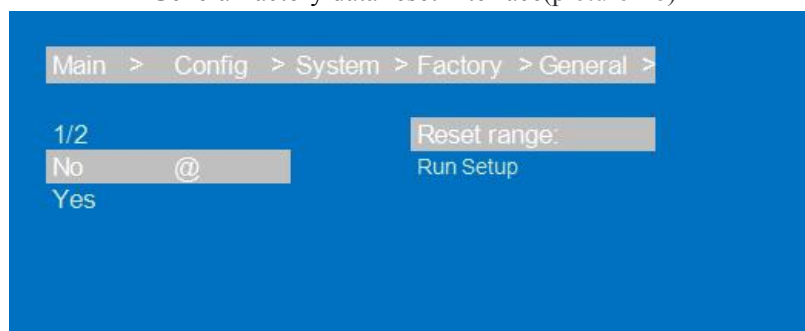 Main > Config > System > Factory > General >
1/2
Reset range:
No @
Run Setup
Yes